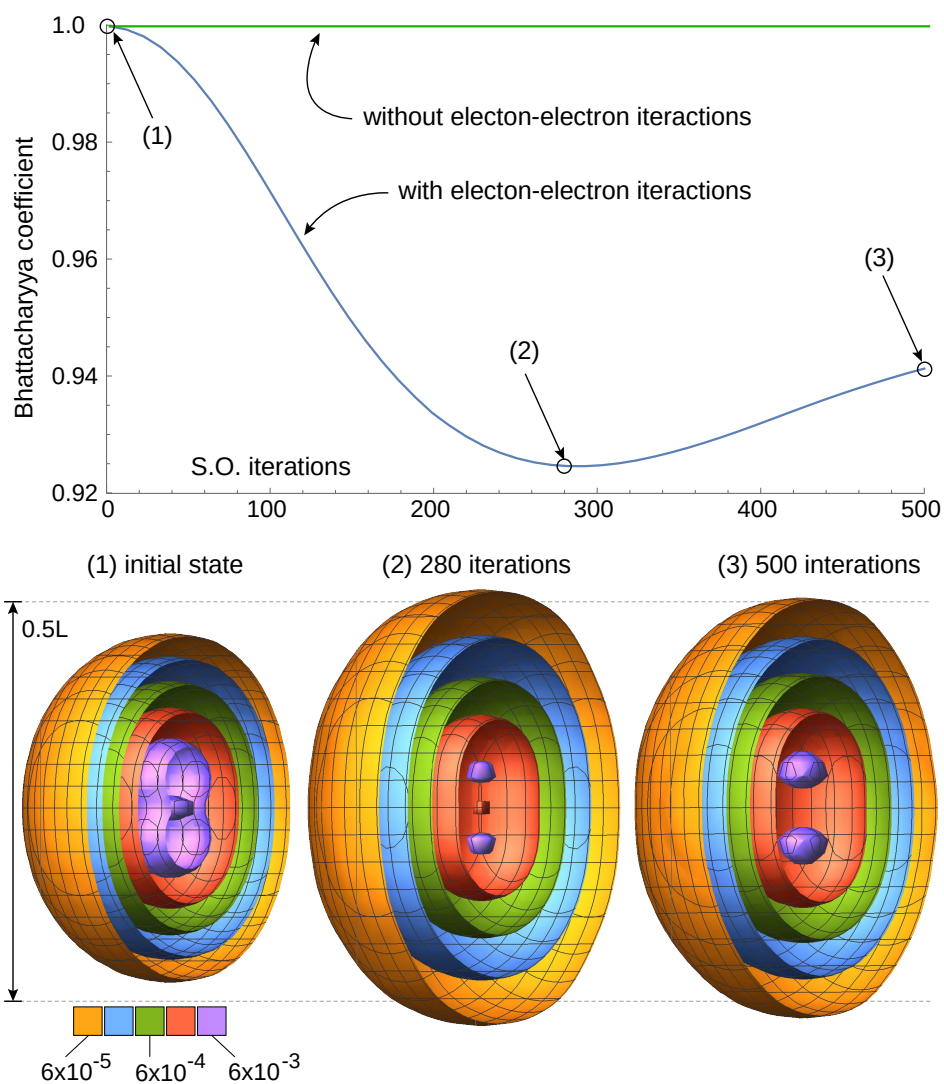 1.0
0.98
0.96
0.94
0.92
Bhattacharyya coefficient
(1)
without electon-electron iteractions
with electon-electron iteractions
(2)
(3)
S.O. iterations
0
100
200
300
400
500
(1) initial state
(2) 280 iterations
(3) 500 interations
0.5L
6x10⁻⁵
6x10⁻⁴
6x10⁻³